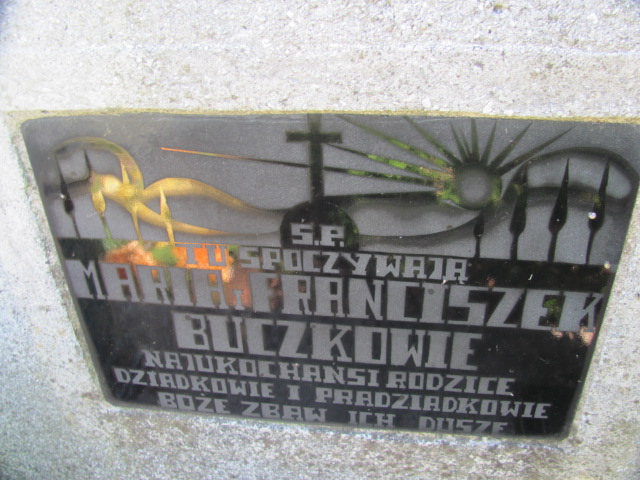 Ś.P.
TU SPOCZYWAJĄ
MARIA I FRANCISZEK
BUCZKOWIE
NAJUKOCHAŃSI RODZICE
DZIADKOWIE I PRADZIADKOWIE
BOŻE ZBAW ICH DUSZE